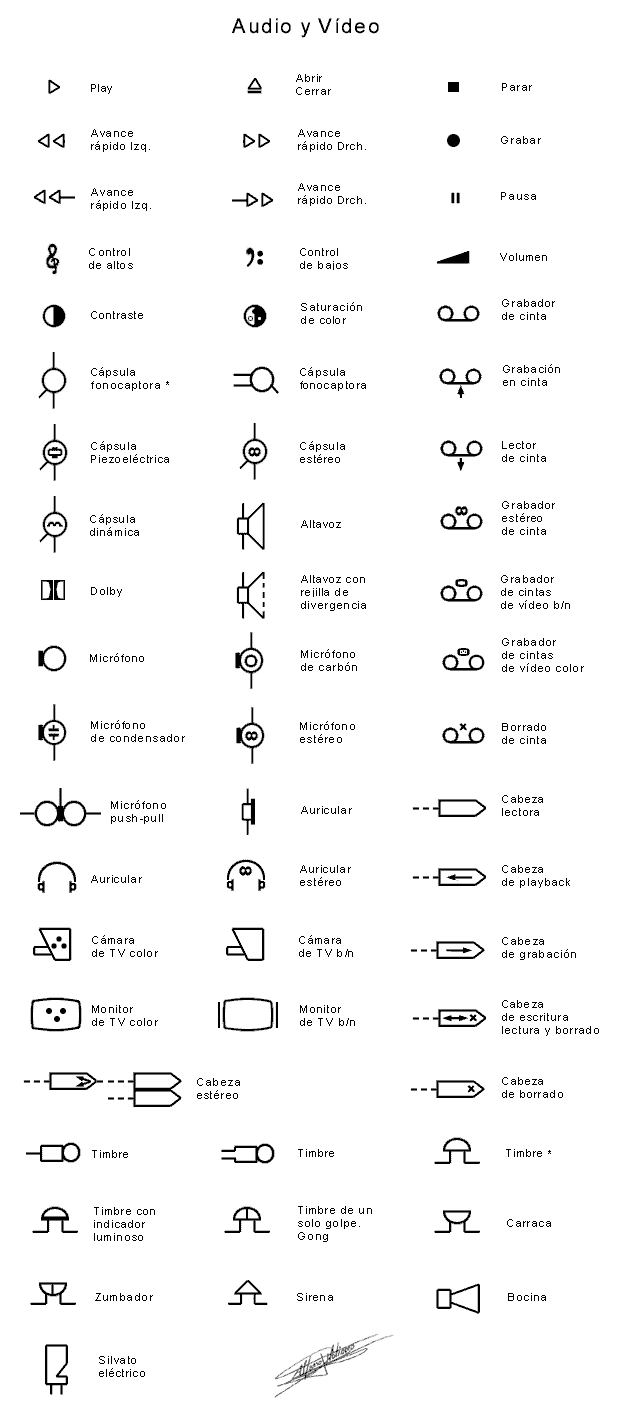 Audio y Vídeo
Play
Abrir
Cerrar
Parar
Avance
rápido Izq.
Avance
rápido Drch.
Grabar
Avance
rápido Izq.
Avance
rápido Drch.
Pausa
Control
de altos
Control
de bajos
Volumen
Contraste
Saturación
de color
Grabador
de cinta
Cápsula
fonocaptora *
Cápsula
fonocaptora
Grabación
en cinta
Cápsula
Piezoeléctrica
Cápsula
estéreo
Lector
de cinta
Cápsula
dinámica
Altavoz
Grabador
estéreo
de cinta
Dolby
Altavoz con
rejilla de
divergencia
Grabador
de cintas
de vídeo b/n
Micrófono
Micrófono
de carbón
Grabador
de cintas
de vídeo color
Micrófono
de condensador
Micrófono
estéreo
Borrado
de cinta
Micrófono
push-pull
Auricular
Cabeza
lectora
Auricular
Auricular
estéreo
Cabeza
de playback
Cámara
de TV color
Cámara
de TV b/n
Cabeza
de grabación
Monitor
de TV color
Monitor
de TV b/n
Cabeza
de escritura
lectura y borrado
Cabeza
estéreo
Cabeza
de borrado
Timbre
Timbre
Timbre *
Timbre con
indicador
luminoso
Timbre de un
solo golpe.
Gong
Carraca
Zumbador
Sirena
Bocina
Silvato
eléctrico